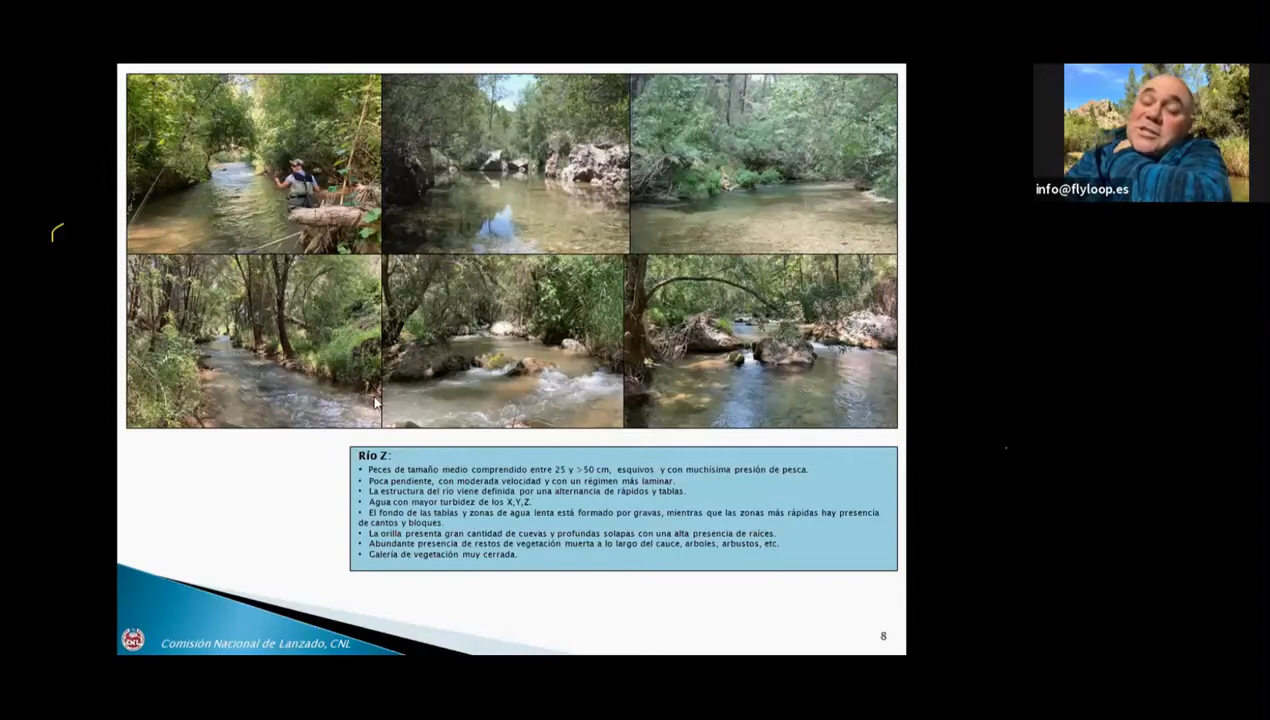 info@flyloop.es
Río Z:
• Peces de tamaño medio comprendido entre 25 y >50 cm, esquivos y con muchísima presión de pesca.
• Poca pendiente, con moderada velocidad y con un régimen más laminar.
• La estructura del río viene definida por una alternancia de rápidos y tablas.
• Agua con mayor turbidez de los X,Y,Z.
• El fondo de las tablas y zonas de agua lenta está formado por gravas, mientras que las zonas más rápidas hay presencia
de cantos y bloques.
• La orilla presenta gran cantidad de cuevas y profundas solapas con una alta presencia de raíces.
• Abundante presencia de restos de vegetación muerta a lo largo del cauce, arboles, arbustos, etc.
• Galería de vegetación muy cerrada.
CNL
Comisión Nacional de Lanzado, CNL
8